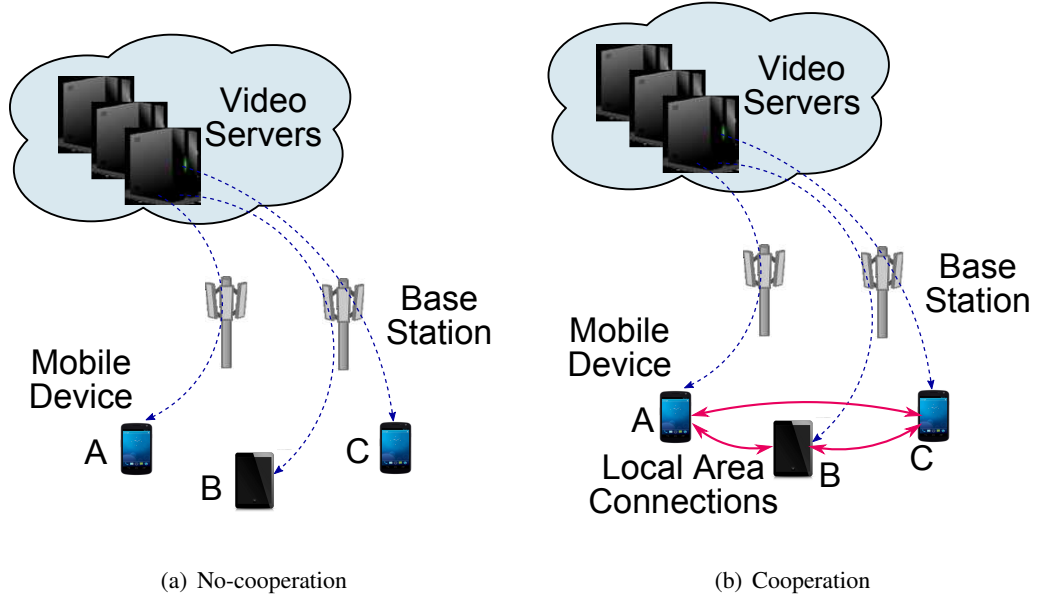 Video
Servers
Base
Station
Mobile
Device
A
B
C
(a) No-cooperation
Video
Servers
Base
Station
Mobile
Device
A
B
C
Local Area
Connections
(b) Cooperation